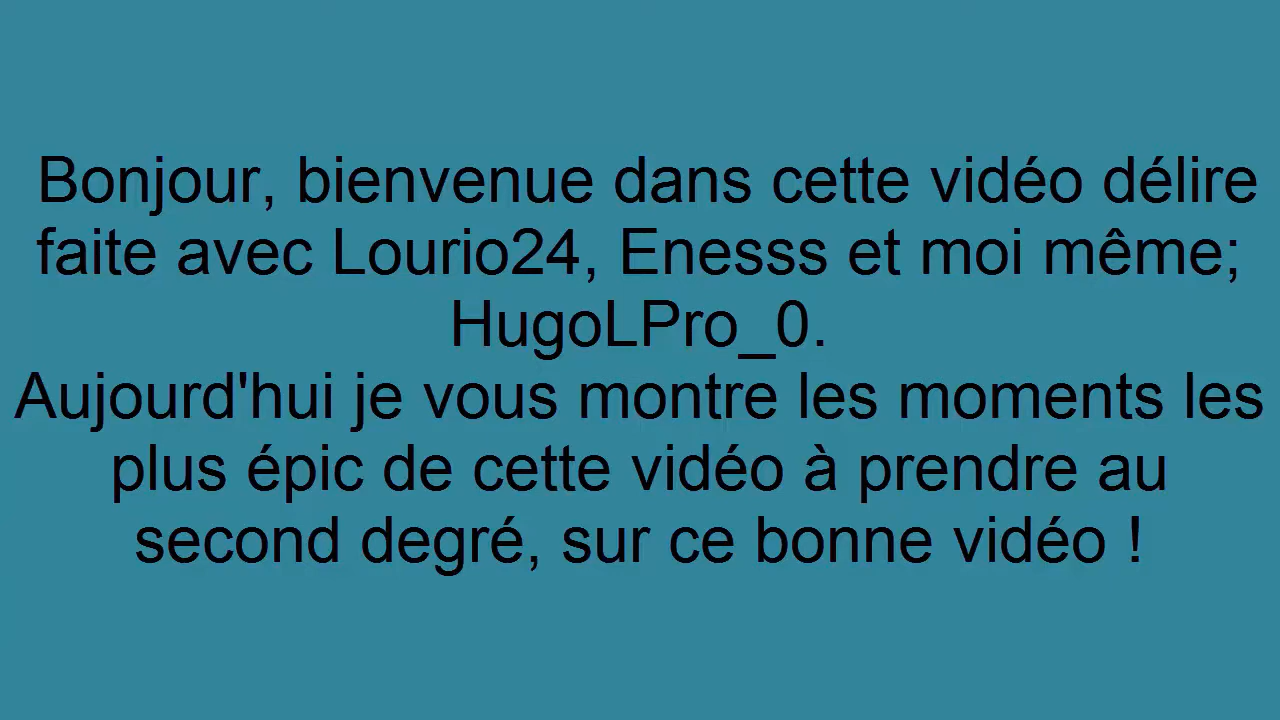 Bonjour, bienvenue dans cette vidéo délire
faite avec Lourio24, Enesss et moi même;
HugoLPro_0.
Aujourd'hui je vous montre les moments les
plus épic de cette vidéo à prendre au
second degré, sur ce bonne vidéo !